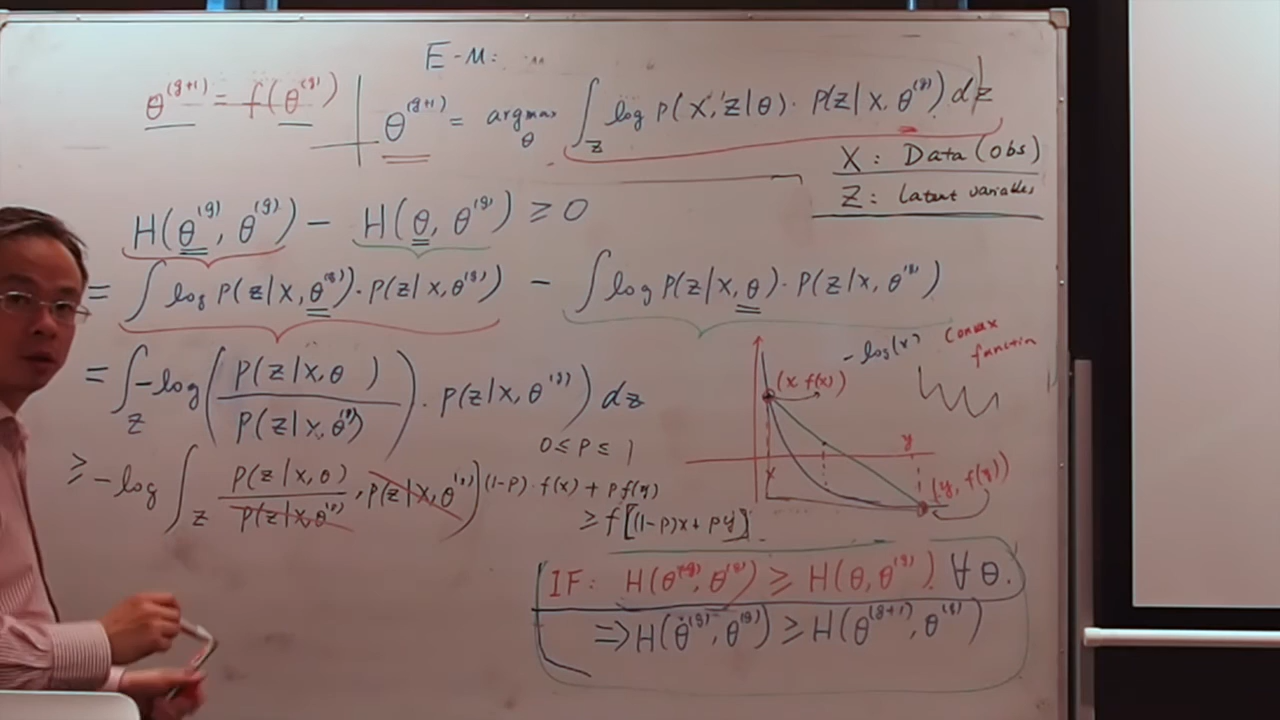 E-M:
θ^(g+1) = f(θ^(g))
θ^(g+1) = argmax_θ ∫_Z log P(X, Z|θ) · P(Z|X, θ^(g)) dz
X: Data (Obs)
Z: Latent variables
H(θ^(g), θ^(g)) − H(θ, θ^(g)) ≥ 0
= ∫ log P(Z|X, θ^(g)) · P(Z|X, θ^(g)) − ∫ log P(Z|X, θ) · P(Z|X, θ^(g))
= ∫_Z −log( P(Z|X, θ) / P(Z|X, θ^(g)) ) · P(Z|X, θ^(g)) dz
≥ −log ∫_Z P(Z|X, θ) / P(Z|X, θ^(g)) · P(Z|X, θ^(g))
−log(x)
Convex
function
(x, f(x))
y
x
(y, f(y))
0 ≤ P ≤ 1
(1−P) · f(x) + P f(y)
≥ f[(1−P)x + Py]
IF: H(θ^(g), θ^(g)) ≥ H(θ, θ^(g)) ∀ θ.
⇒ H(θ^(g), θ^(g)) ≥ H(θ^(g+1), θ^(g))